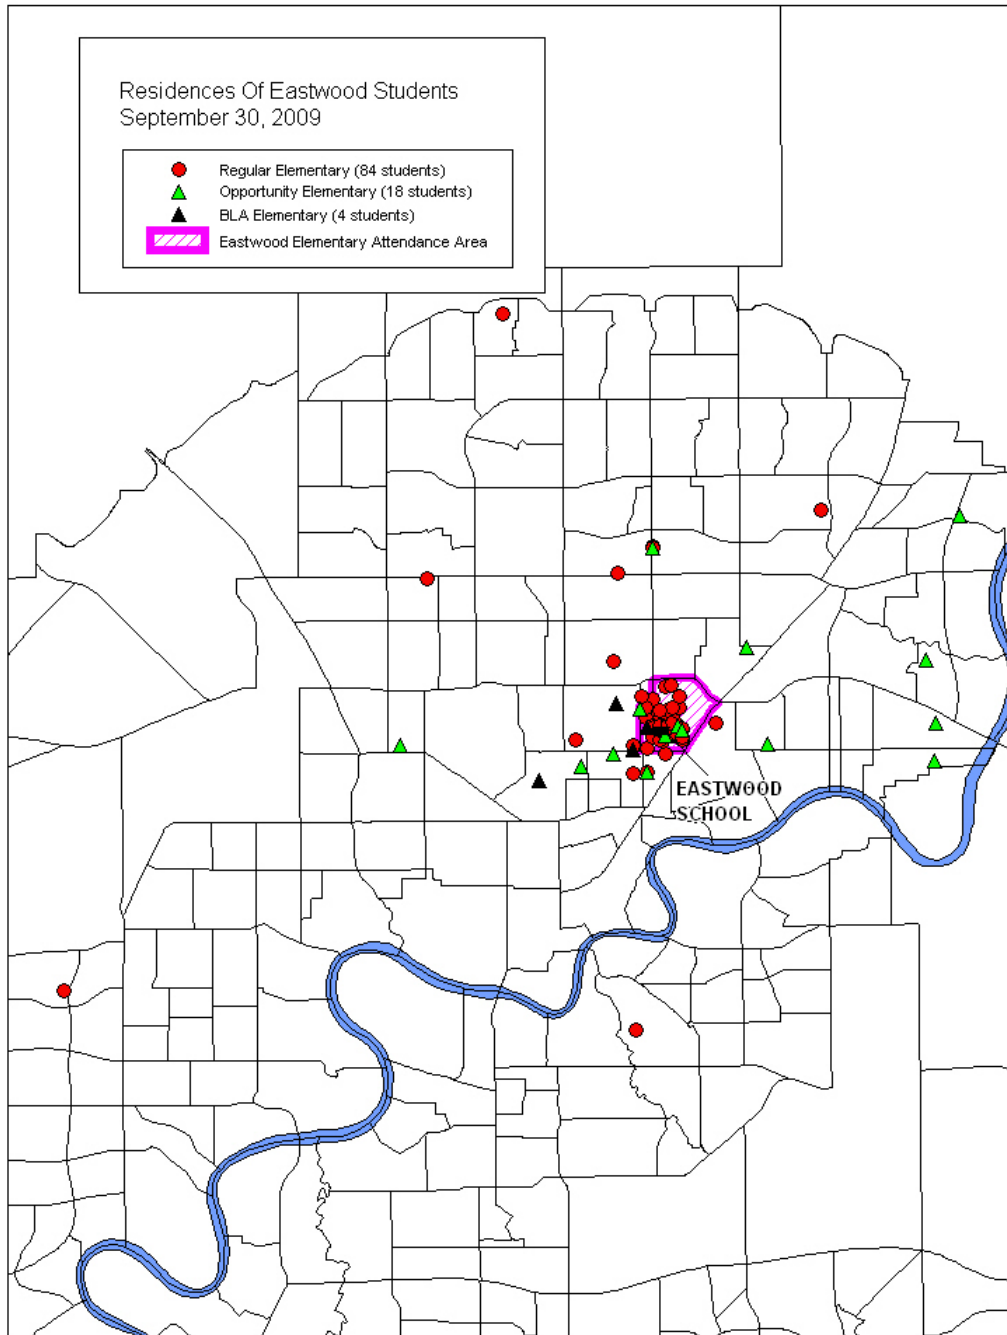 Residences Of Eastwood Students
September 30, 2009
Regular Elementary (84 students)
Opportunity Elementary (18 students)
BLA Elementary (4 students)
Eastwood Elementary Attendance Area
EASTWOOD
SCHOOL